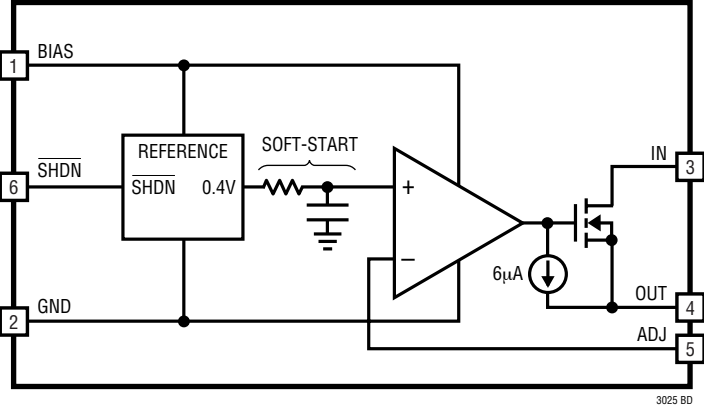 BIAS
1
REFERENCE
SOFT-START
IN
3
SHDN
6
SHDN 0.4V
+
–
6µA
GND
2
OUT
4
ADJ
5
3025 BD